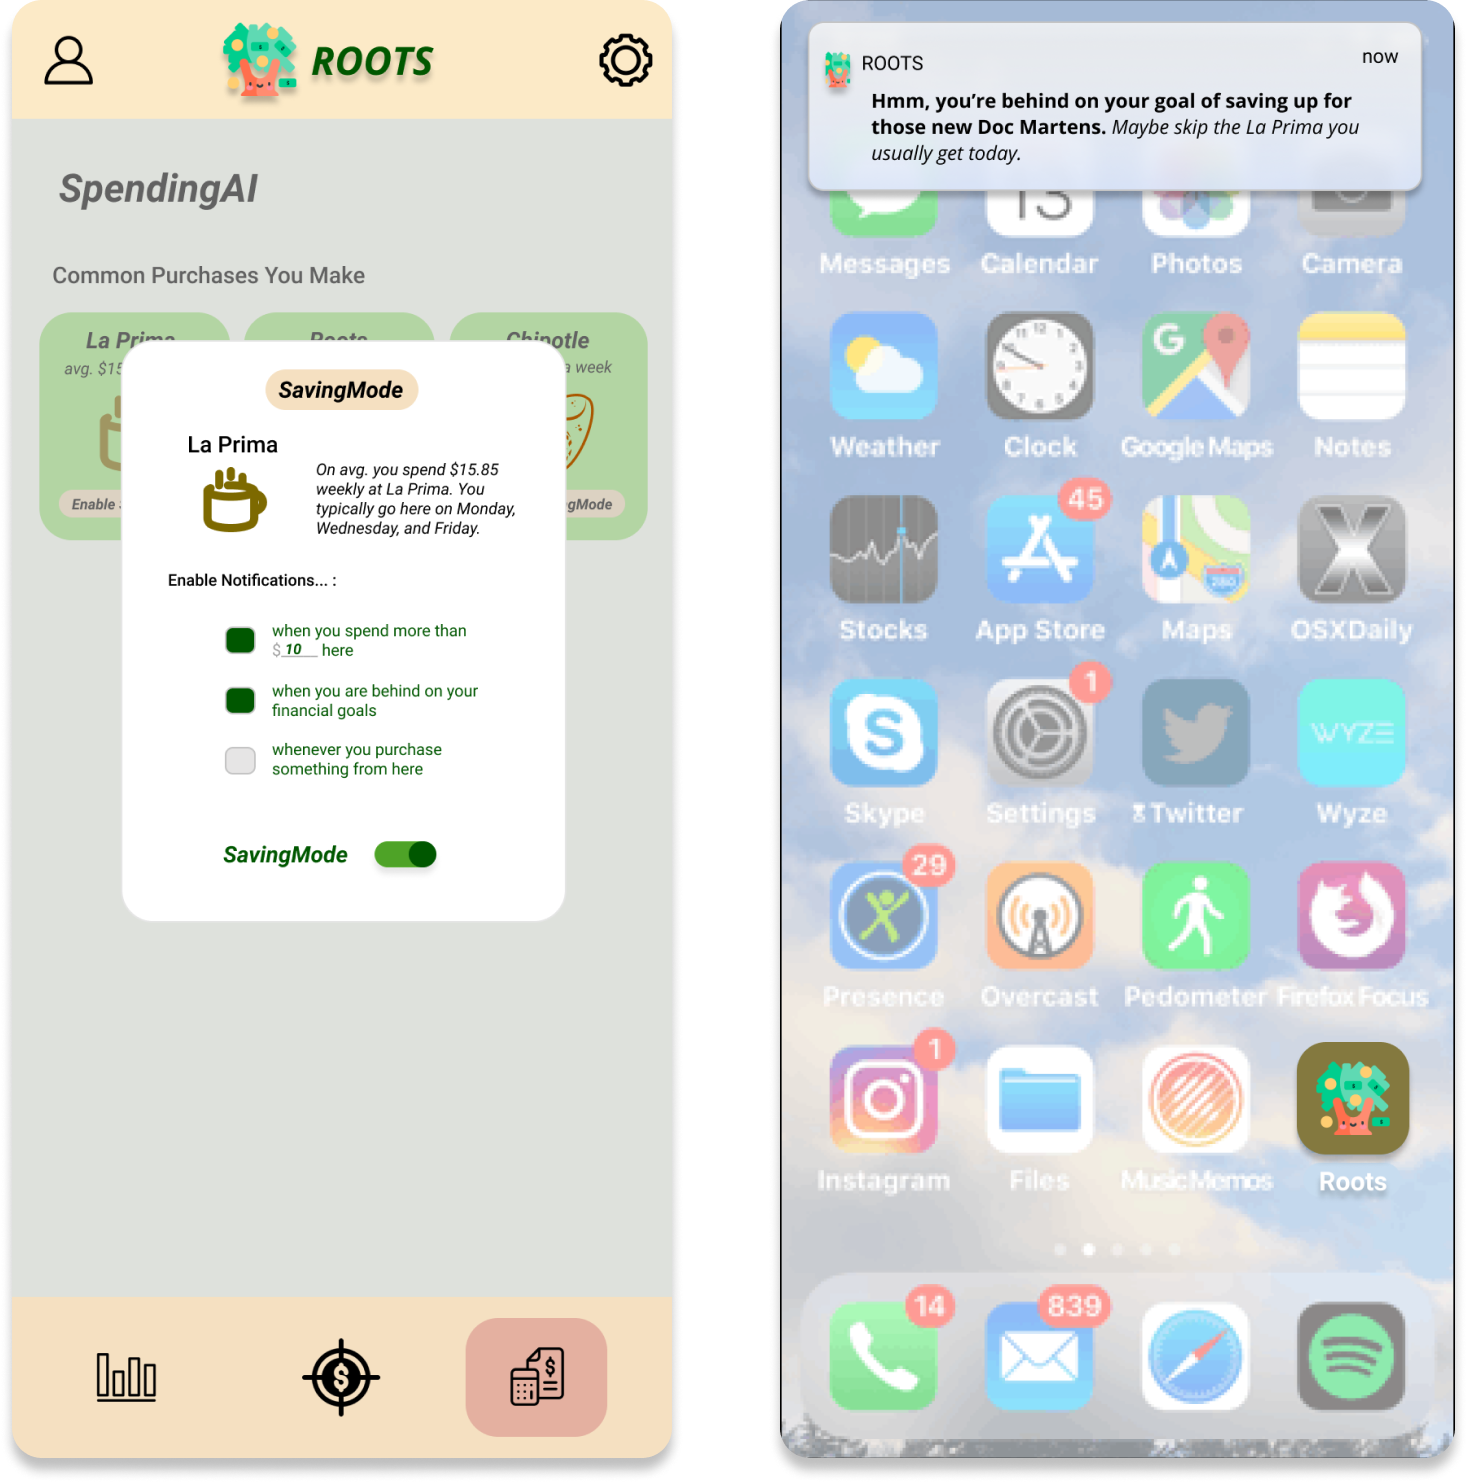 ROOTS
SpendingAI
Common Purchases You Make
La Prima
Roots
Chipotle
avg. $15
a week
Enable
gMode
SavingMode
La Prima
On avg. you spend $15.85
weekly at La Prima. You
typically go here on Monday,
Wednesday, and Friday.
Enable Notifications... :
when you spend more than
$ 10 here
when you are behind on your
financial goals
whenever you purchase
something from here
SavingMode
ROOTS
now
Hmm, you're behind on your goal of saving up for
those new Doc Martens. Maybe skip the La Prima you
usually get today.
13
Messages Calendar Photos Camera
G
Weather Clock Google Maps Notes
45
280
Stocks App Store Maps OSXDaily
1
WYZE
Skype Settings Twitter Wyze
29
Presence Overcast Pedometer Firefox Focus
1
Instagram Files Music Memos Roots
14
839